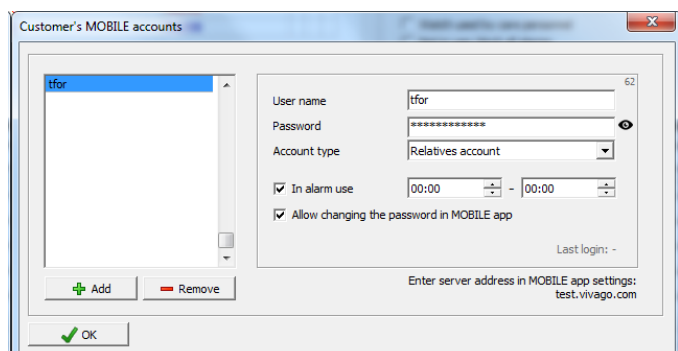 Customer's MOBILE accounts
tfor
62
User name tfor
Password ************
Account type Relatives account
In alarm use 00:00 - 00:00
Allow changing the password in MOBILE app
Last login: -
Add Remove
Enter server address in MOBILE app settings:
test.vivago.com
OK